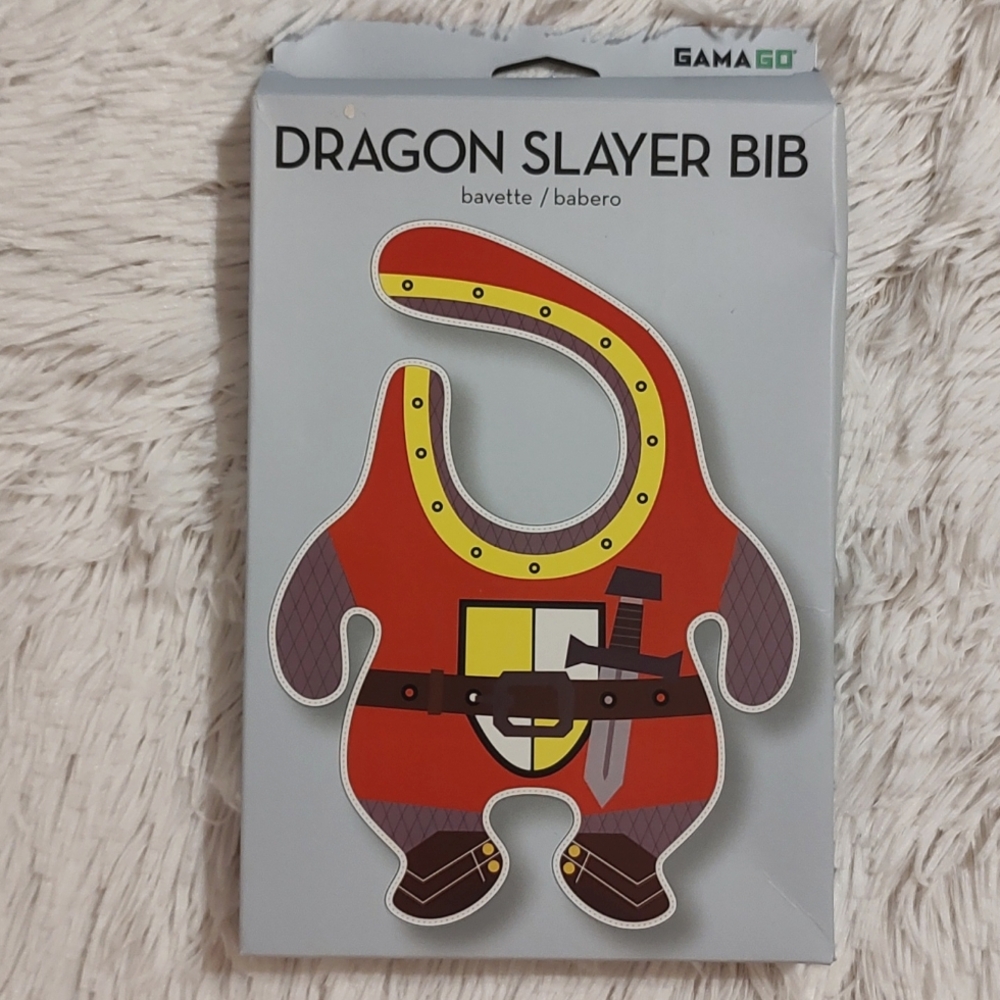 GAMAGO
DRAGON SLAYER BIB
bavette / babero